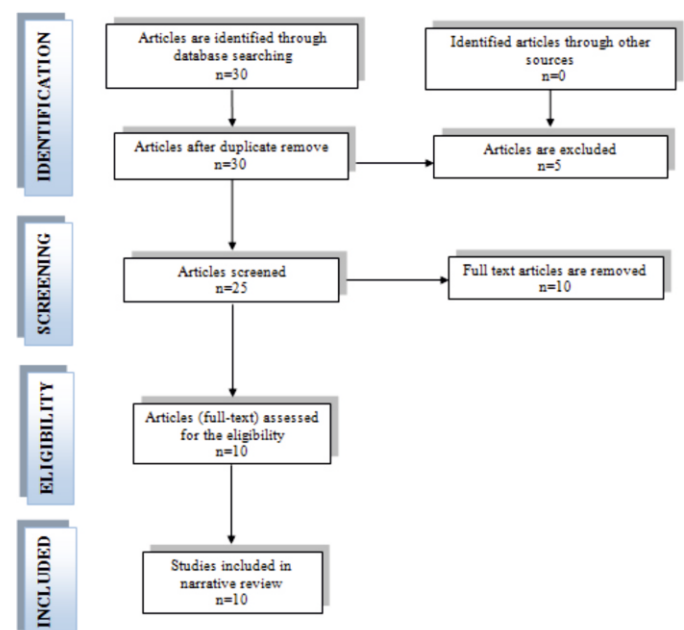 IDENTIFICATION
Articles are identified through
database searching
n=30
Identified articles through other
sources
n=0
Articles after duplicate remove
n=30
Articles are excluded
n=5
SCREENING
Articles screened
n=25
Full text articles are removed
n=10
ELIGIBILITY
Articles (full-text) assessed
for the eligibility
n=10
INCLUDED
Studies included in
narrative review
n=10